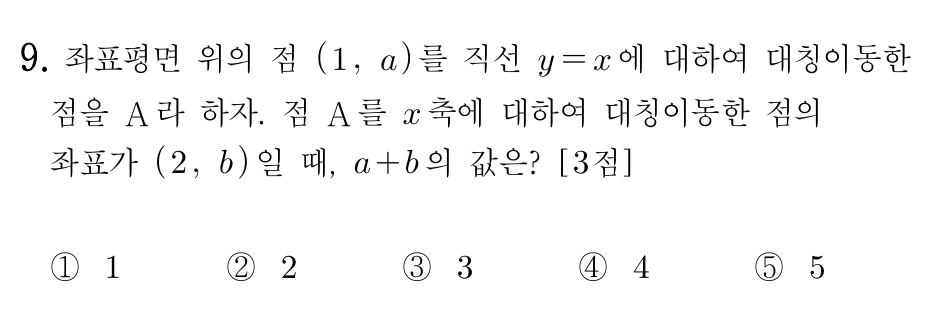 9. 좌표평면 위의 점 (1, a)를 직선 y=x에 대하여 대칭이동한
점을 A라 하자. 점 A를 x축에 대하여 대칭이동한 점의
좌표가 (2, b)일 때, a+b의 값은? [3점]
① 1 ② 2 ③ 3 ④ 4 ⑤ 5